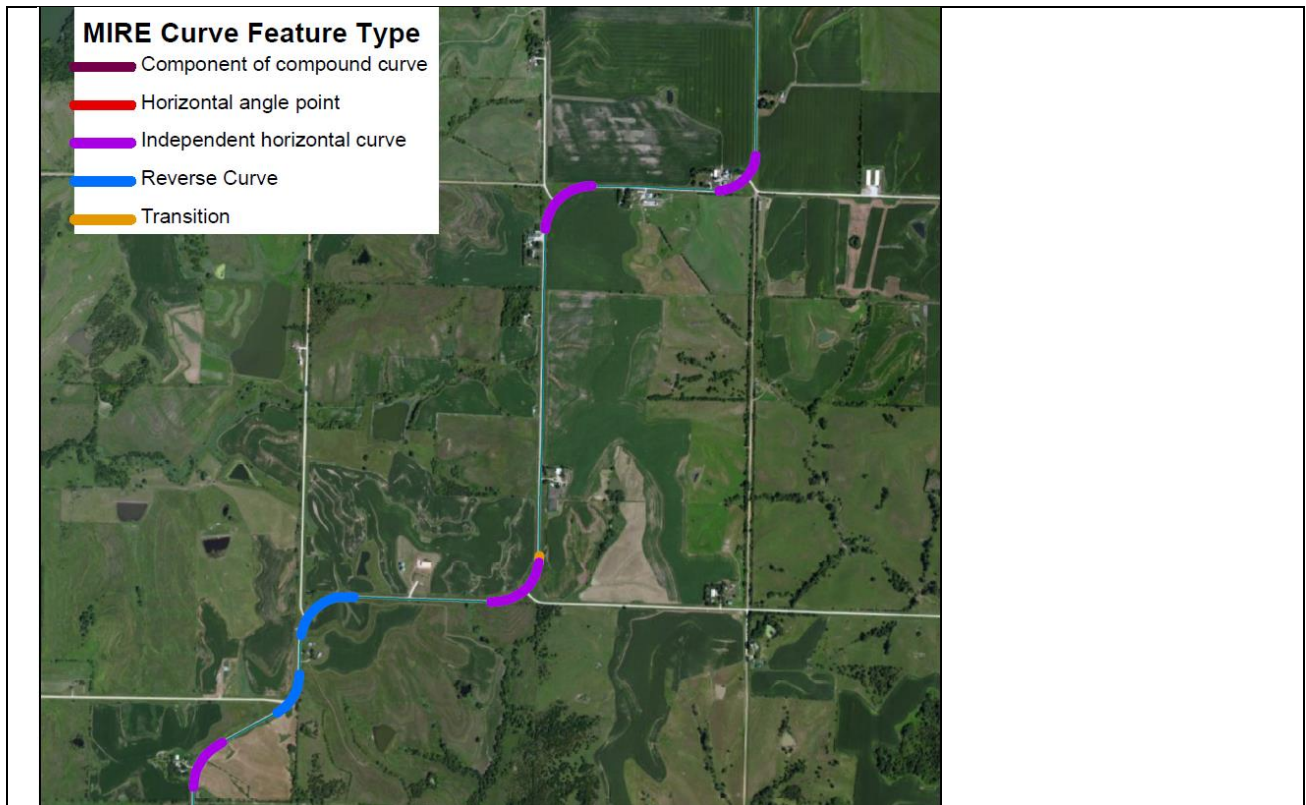 MIRE Curve Feature Type
Component of compound curve
Horizontal angle point
Independent horizontal curve
Reverse Curve
Transition